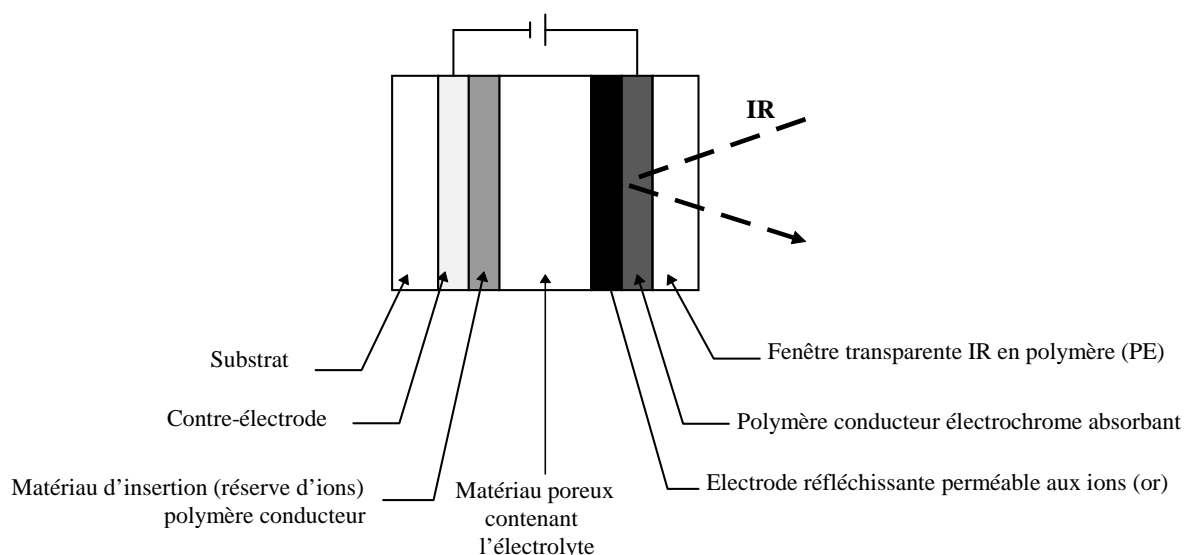 IR
Substrat
Contre-électrode
Matériau d’insertion (réserve d’ions)
polymère conducteur
Matériau poreux
contenant
l’électrolyte
Fenêtre transparente IR en polymère (PE)
Polymère conducteur électrochrome absorbant
Electrode réfléchissante perméable aux ions (or)